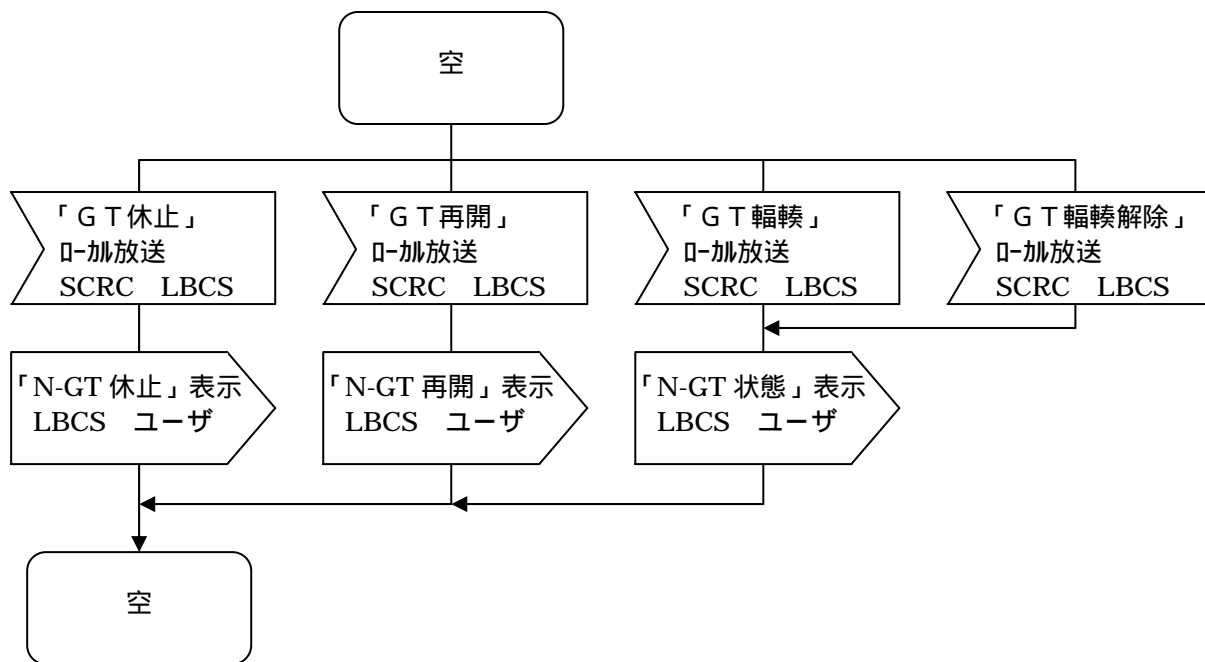 空
「ＧＴ休止」
ﾛｰｶﾙ放送
SCRC　LBCS
「ＧＴ再開」
ﾛｰｶﾙ放送
SCRC　LBCS
「ＧＴ輻輳」
ﾛｰｶﾙ放送
SCRC　LBCS
「ＧＴ輻輳解除」
ﾛｰｶﾙ放送
SCRC　LBCS
「N-GT 休止」表示
LBCS　ユーザ
「N-GT 再開」表示
LBCS　ユーザ
「N-GT 状態」表示
LBCS　ユーザ
空